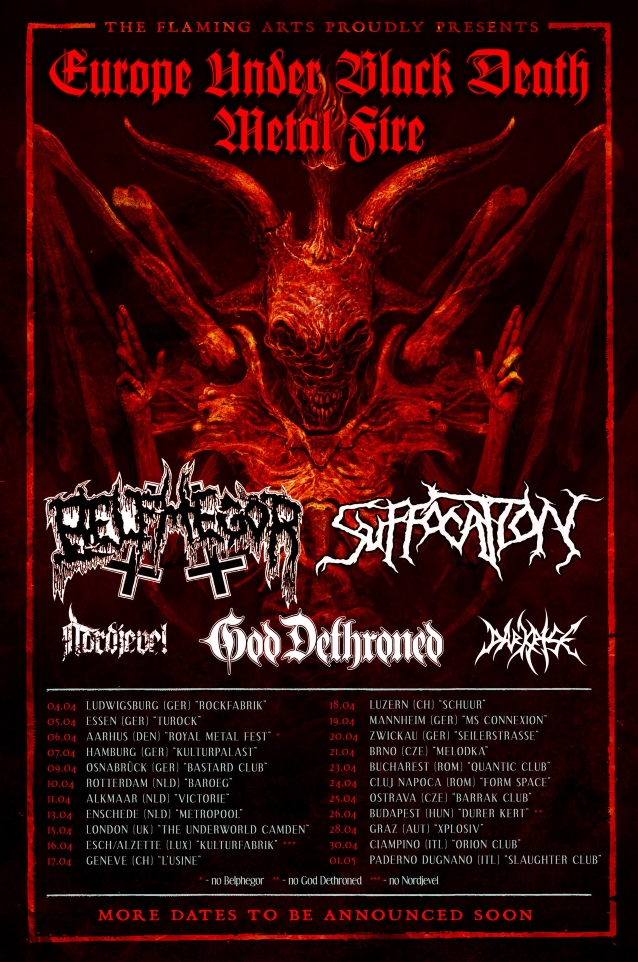 THE FLAMING ARTS PROUDLY PRESENTS
Europe Under Black Death
Metal Fire
BELPHEGOR
SUFFOCATION
Nordjevel
God Dethroned
DARKRISE
04.04 LUDWIGSBURG (GER) "ROCKFABRIK"
05.04 ESSEN (GER) "TUROCK"
06.04 AARHUS (DEN) "ROYAL METAL FEST" *
07.04 HAMBURG (GER) "KULTURPALAST"
09.04 OSNABRÜCK (GER) "BASTARD CLUB"
10.04 ROTTERDAM (NLD) "BAROEG"
11.04 ALKMAAR (NLD) "VICTORIE"
13.04 ENSCHEDE (NLD) "METROPOOL"
15.04 LONDON (UK) "THE UNDERWORLD CAMDEN"
16.04 ESCH/ALZETTE (LUX) "KULTURFABRIK" ***
17.04 GENEVE (CH) "L'USINE"
18.04 LUZERN (CH) "SCHUUR"
19.04 MANNHEIM (GER) "MS CONNEXION"
20.04 ZWICKAU (GER) "SEILERSTRASSE"
21.04 BRNO (CZE) "MELODKA"
23.04 BUCHAREST (ROM) "QUANTIC CLUB"
24.04 CLUJ NAPOCA (ROM) "FORM SPACE"
25.04 OSTRAVA (CZE) "BARRAK CLUB"
26.04 BUDAPEST (HUN) "DURER KERT" **
28.04 GRAZ (AUT) "XPLOSIV"
30.04 CIAMPINO (ITL) "ORION CLUB"
01.05 PADERNO DUGNANO (ITL) "SLAUGHTER CLUB"
* - no Belphegor ** - no God Dethroned *** - no Nordjevel
MORE DATES TO BE ANNOUNCED SOON